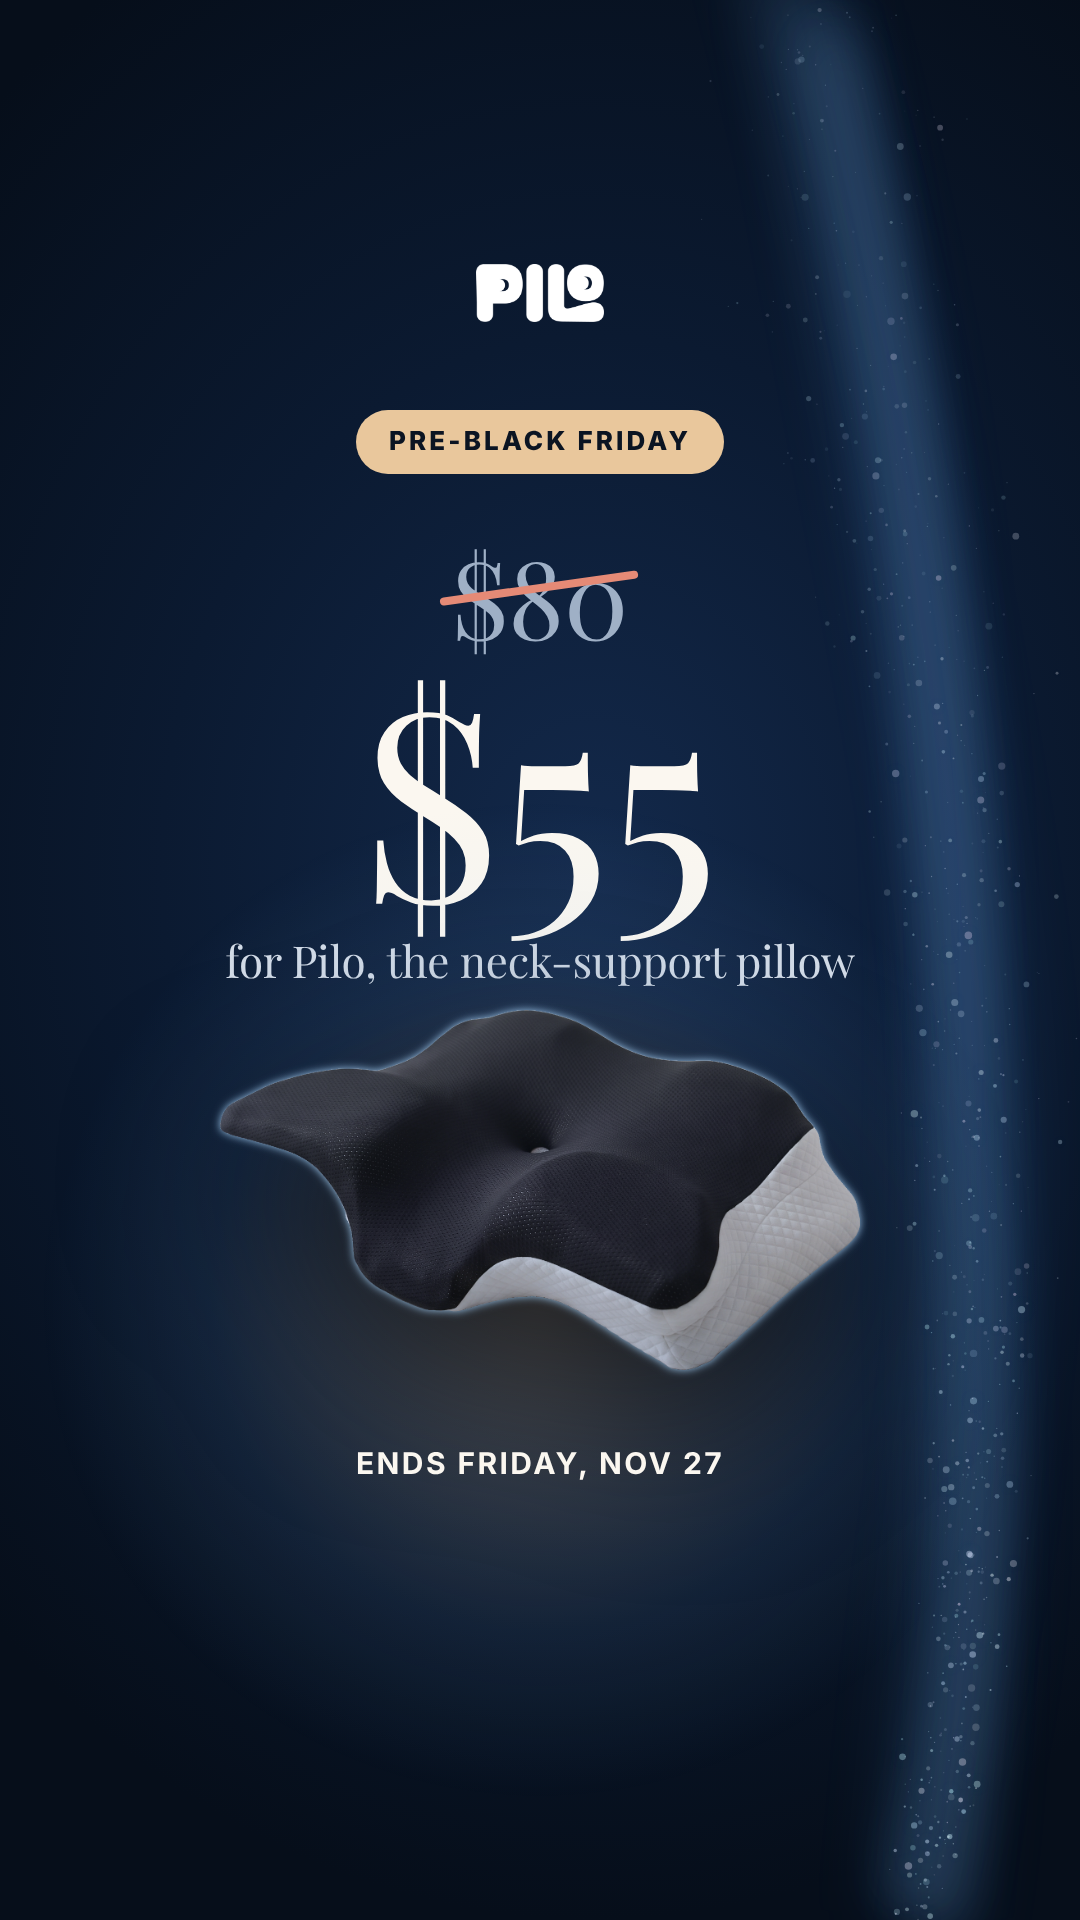 PILO
PRE-BLACK FRIDAY
$80
$55
for Pilo, the neck-support pillow
ENDS FRIDAY, NOV 27